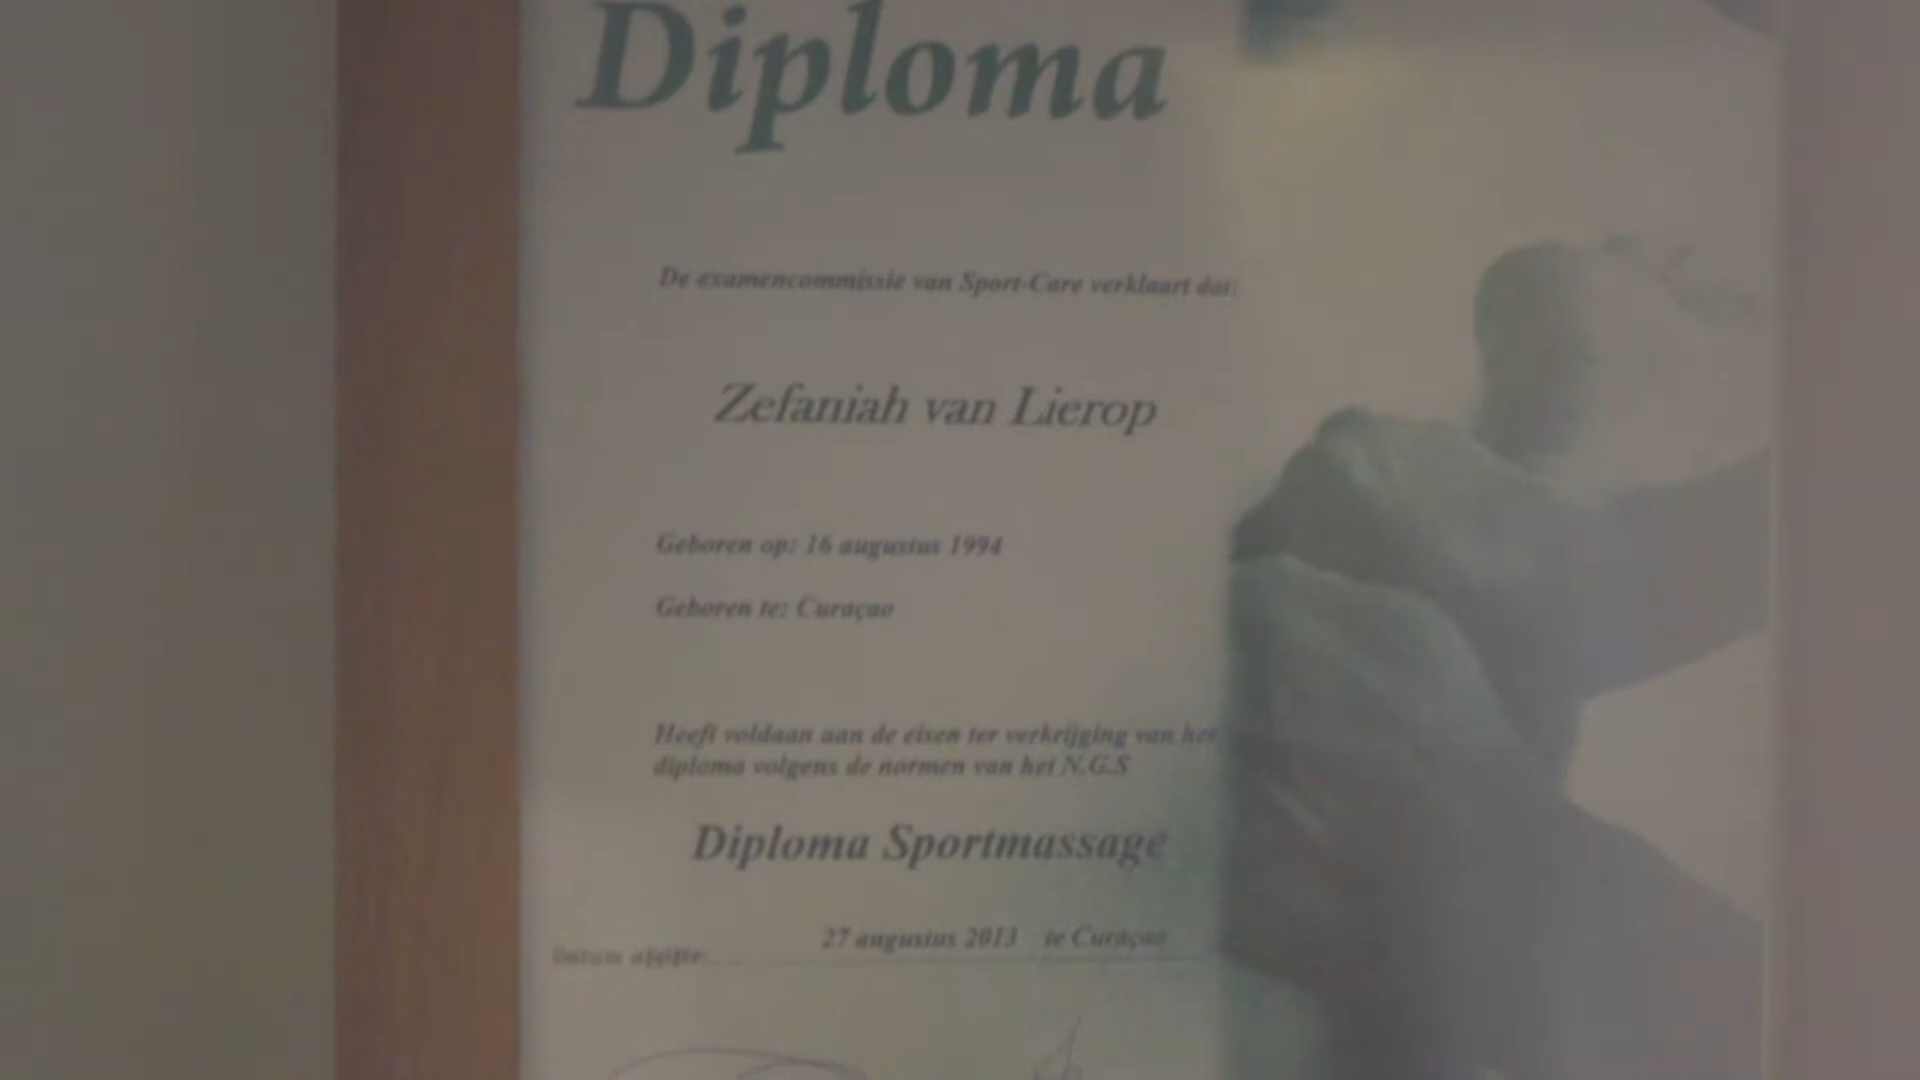 Diploma
De examencommissie van Sport-Care verklaart dat:
Zefaniah van Lierop
Geboren op: 16 augustus 1994
Geboren te: Curaçao
Heeft voldaan aan de eisen ter verkrijging van het
diploma volgens de normen van het N.G.S
Diploma Sportmassage
27 augustus 2013 te Curaçao
Datum afgifte: